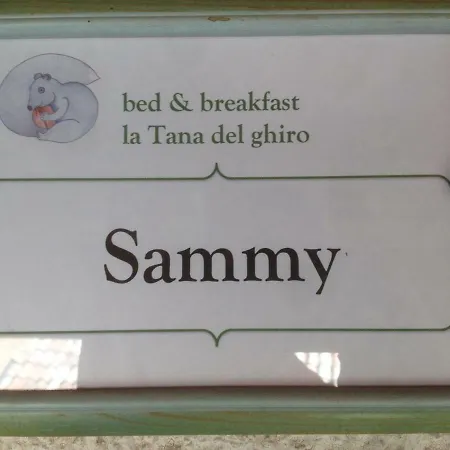 bed & breakfast
la Tana del ghiro
Sammy